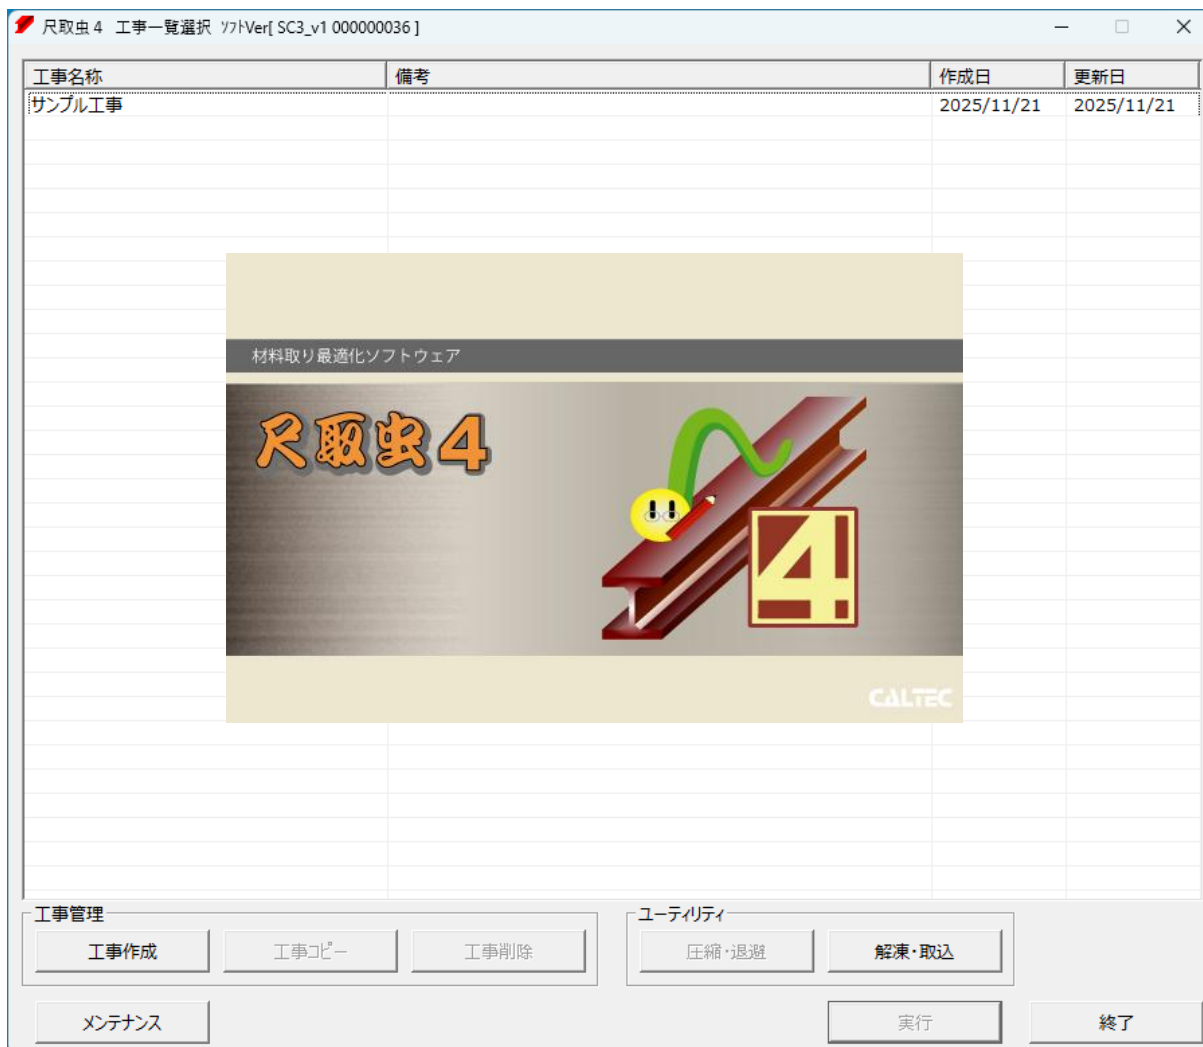 尺取虫4 工事一覧選択 ソフトVer[ SC3_v1 000000036 ]
工事名称 備考 作成日 更新日
サンプル工事 2025/11/21 2025/11/21
材料取り最適化ソフトウェア
尺取虫4
4
CALTEC
工事管理 ユーティリティ
工事作成 工事コピー 工事削除 圧縮・退避 解凍・取込
メンテナンス 実行 終了